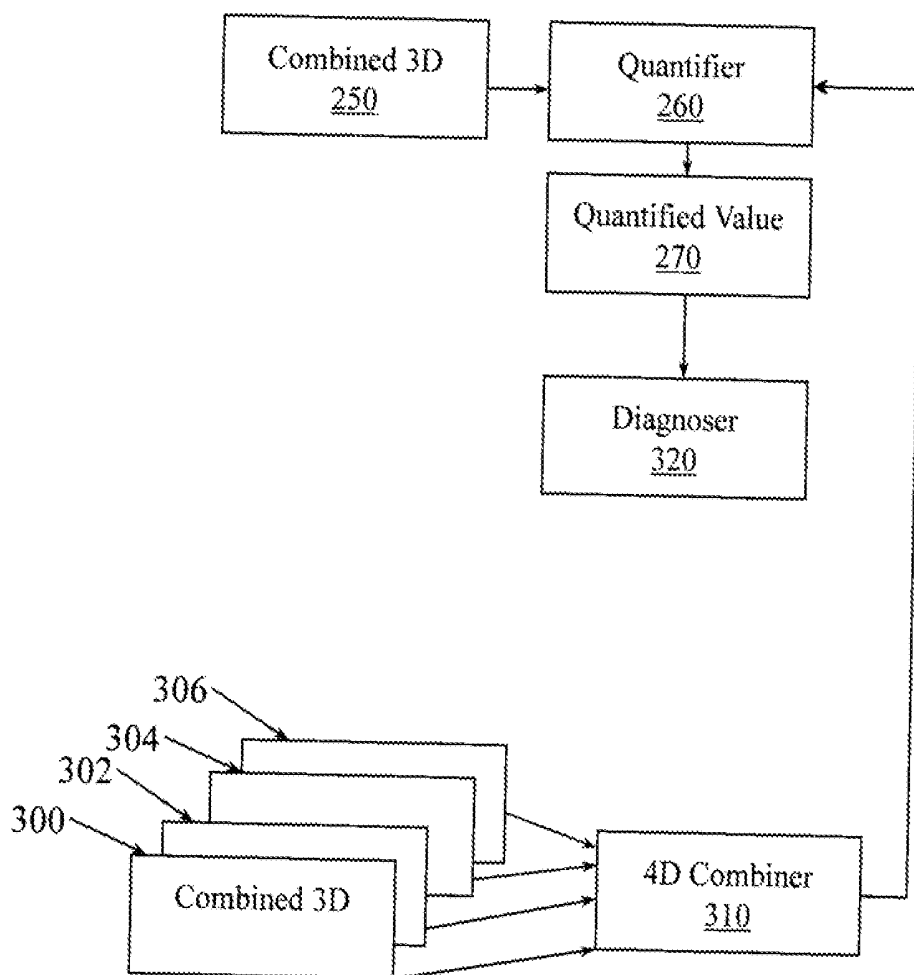 Combined 3D
250
Quantifier
260
Quantified Value
270
Diagnoser
320
306
304
302
300
Combined 3D
4D Combiner
310